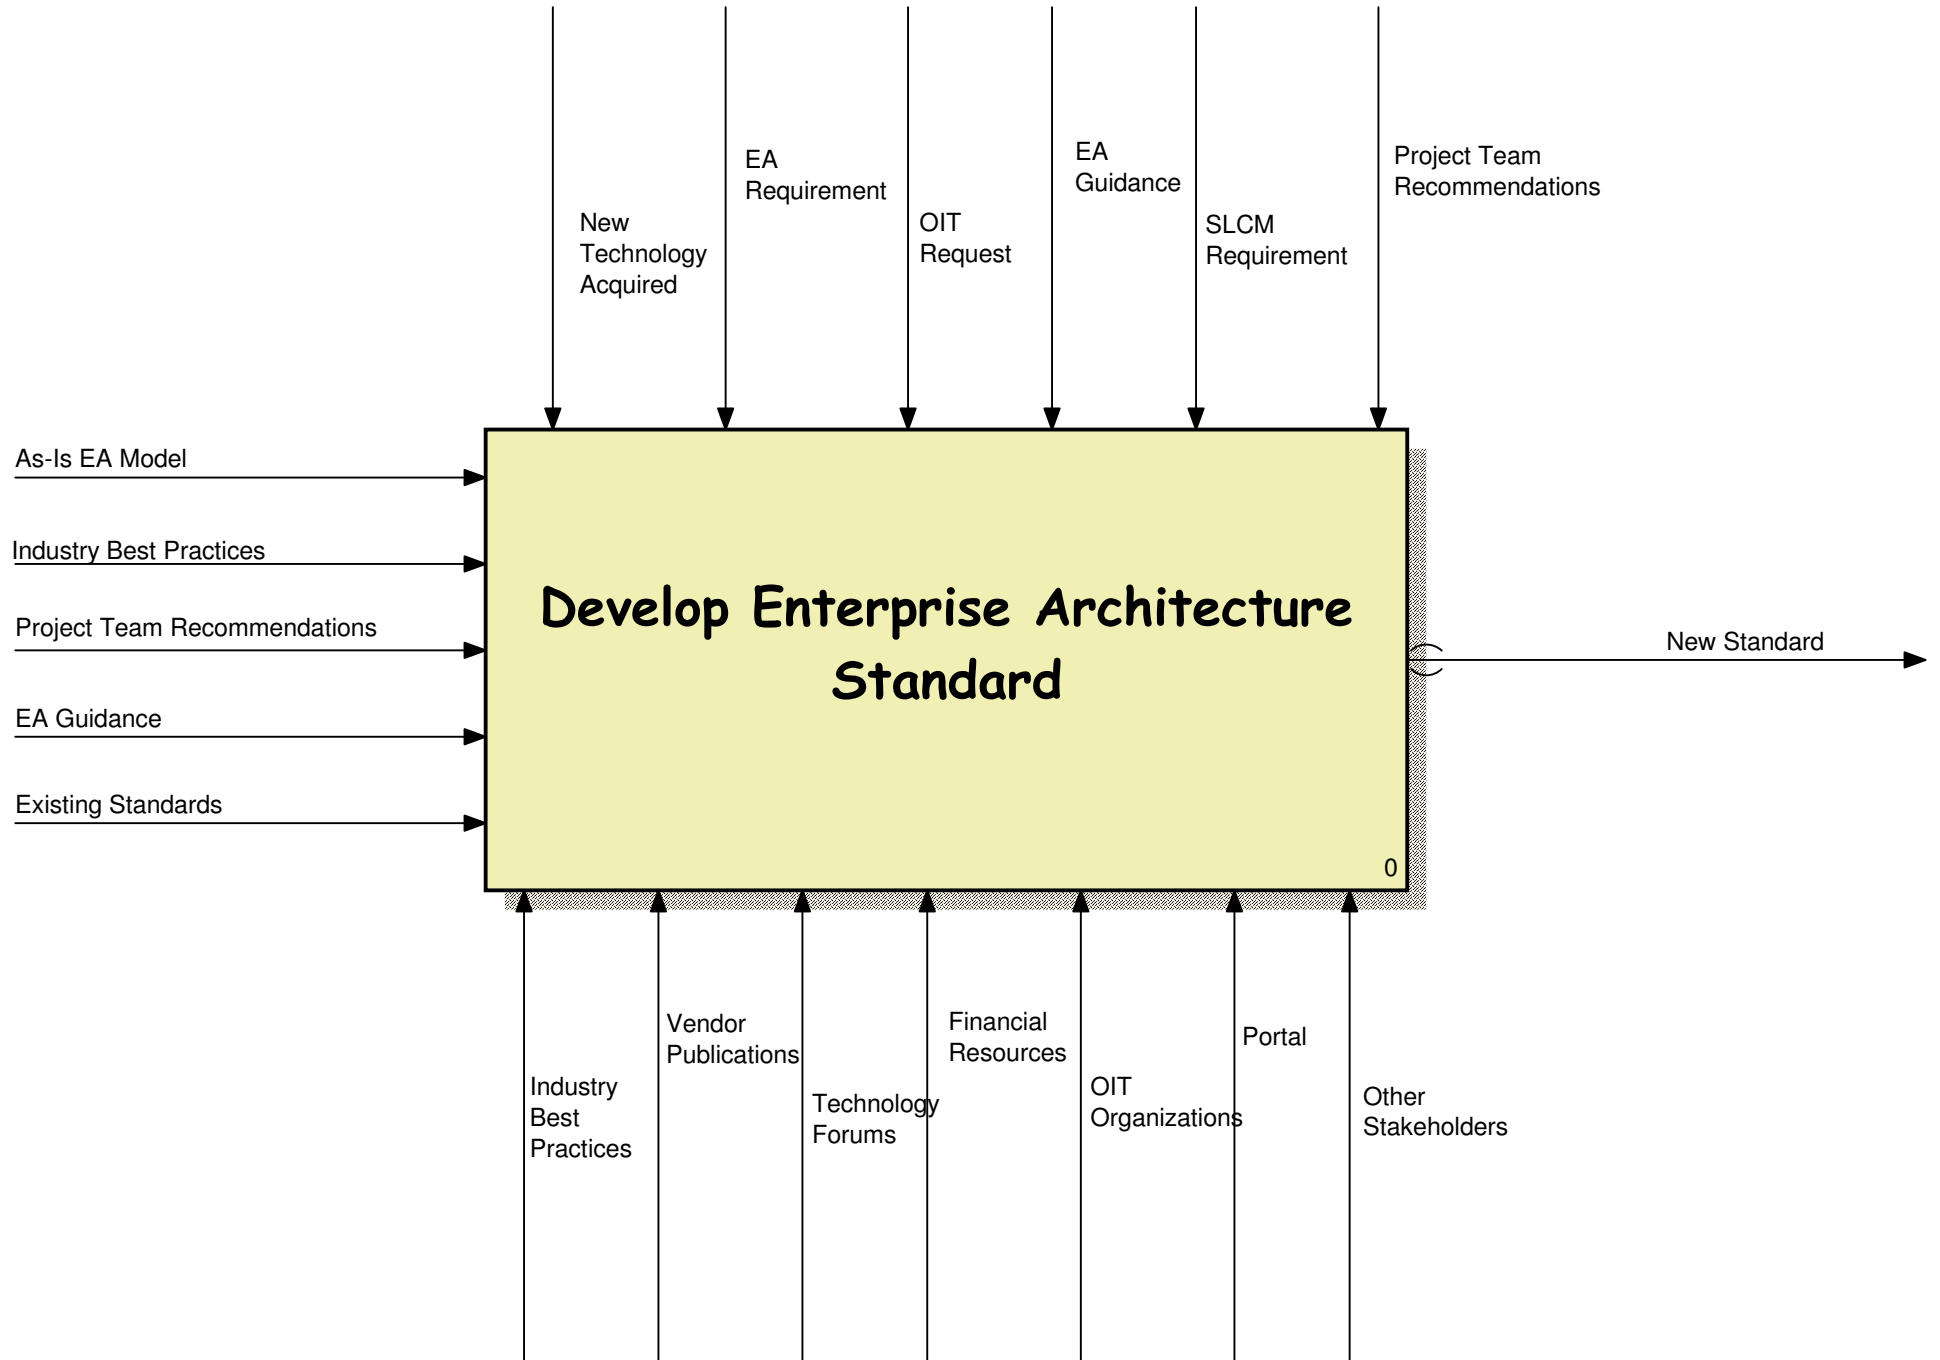 EA
Requirement
EA
Guidance
Project Team
Recommendations
New
Technology
Acquired
OIT
Request
SLCM
Requirement
As-Is EA Model
Industry Best Practices
Project Team Recommendations
EA Guidance
Existing Standards
Develop Enterprise Architecture
Standard
0
New Standard
Vendor
Publications
Financial
Resources
Portal
Industry
Best
Practices
Technology
Forums
OIT
Organizations
Other
Stakeholders